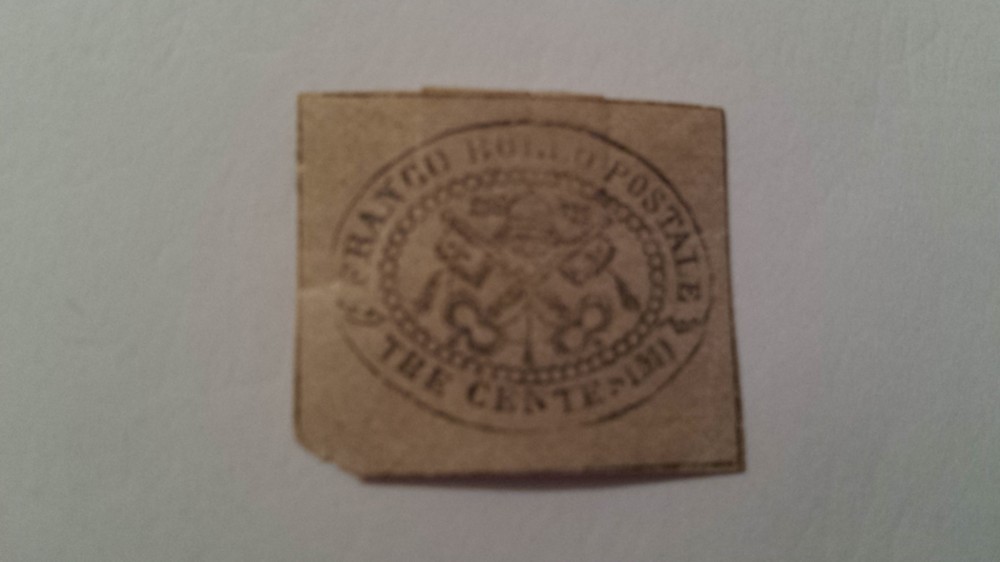 FRANCO BOLLO POSTALE
TRE CENTESIMI